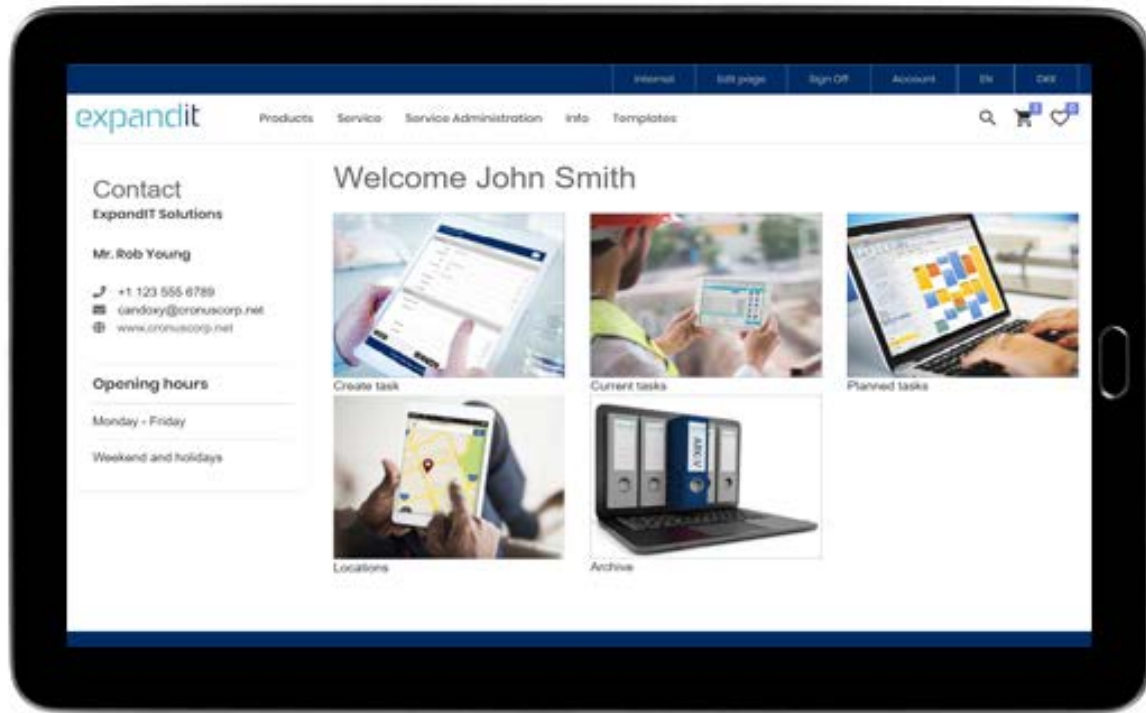 Internal Edit page Sign Off Account EN DKK
expandit
Products Service Service Administration Info Templates
Contact
ExpandIT Solutions
Mr. Rob Young
+1 123 555 6789
candoxy@cronuscorp.net
www.cronuscorp.net
Opening hours
Monday - Friday
Weekend and holidays
Welcome John Smith
Create task
Current tasks
Planned tasks
Locations
Archive